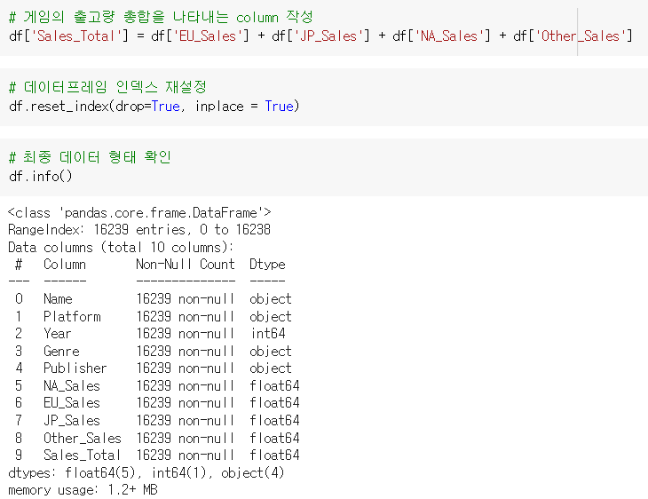 # 게임의 출고량 총합을 나타내는 column 작성
df['Sales_Total'] = df['EU_Sales'] + df['JP_Sales'] + df['NA_Sales'] + df['Other_Sales']
# 데이터프레임 인덱스 재설정
df.reset_index(drop=True, inplace = True)
# 최종 데이터 형태 확인
df.info()
<class 'pandas.core.frame.DataFrame'>
RangeIndex: 16239 entries, 0 to 16238
Data columns (total 10 columns):
 #   Column       Non-Null Count  Dtype
---  ------       --------------  -----
 0   Name         16239 non-null  object
 1   Platform     16239 non-null  object
 2   Year         16239 non-null  int64
 3   Genre        16239 non-null  object
 4   Publisher    16239 non-null  object
 5   NA_Sales     16239 non-null  float64
 6   EU_Sales     16239 non-null  float64
 7   JP_Sales     16239 non-null  float64
 8   Other_Sales  16239 non-null  float64
 9   Sales_Total  16239 non-null  float64
dtypes: float64(5), int64(1), object(4)
memory usage: 1.2+ MB